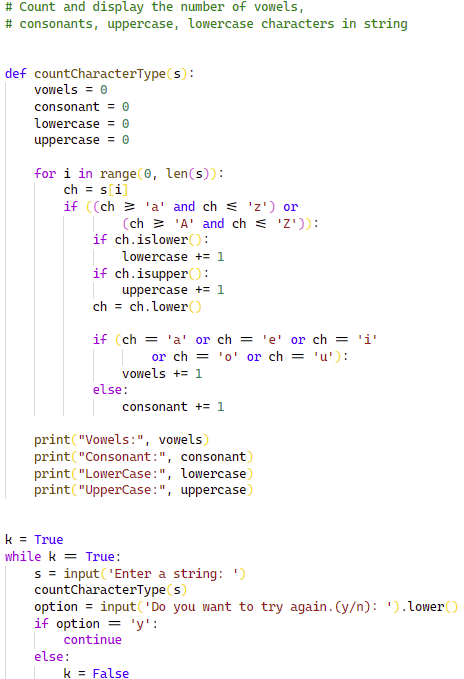 # Count and display the number of vowels,
# consonants, uppercase, lowercase characters in string
def countCharacterType(s):
    vowels = 0
    consonant = 0
    lowercase = 0
    uppercase = 0
    for i in range(0, len(s)):
        ch = s[i]
        if ((ch >= 'a' and ch <= 'z') or
                (ch >= 'A' and ch <= 'Z')):
            if ch.islower():
                lowercase += 1
            if ch.isupper():
                uppercase += 1
            ch = ch.lower()
            if (ch == 'a' or ch == 'e' or ch == 'i'
                    or ch == 'o' or ch == 'u'):
                vowels += 1
            else:
                consonant += 1
    print("Vowels:", vowels)
    print("Consonant:", consonant)
    print("LowerCase:", lowercase)
    print("UpperCase:", uppercase)
k = True
while k == True:
    s = input('Enter a string: ')
    countCharacterType(s)
    option = input('Do you want to try again.(y/n): ').lower()
    if option == 'y':
        continue
    else:
        k = False